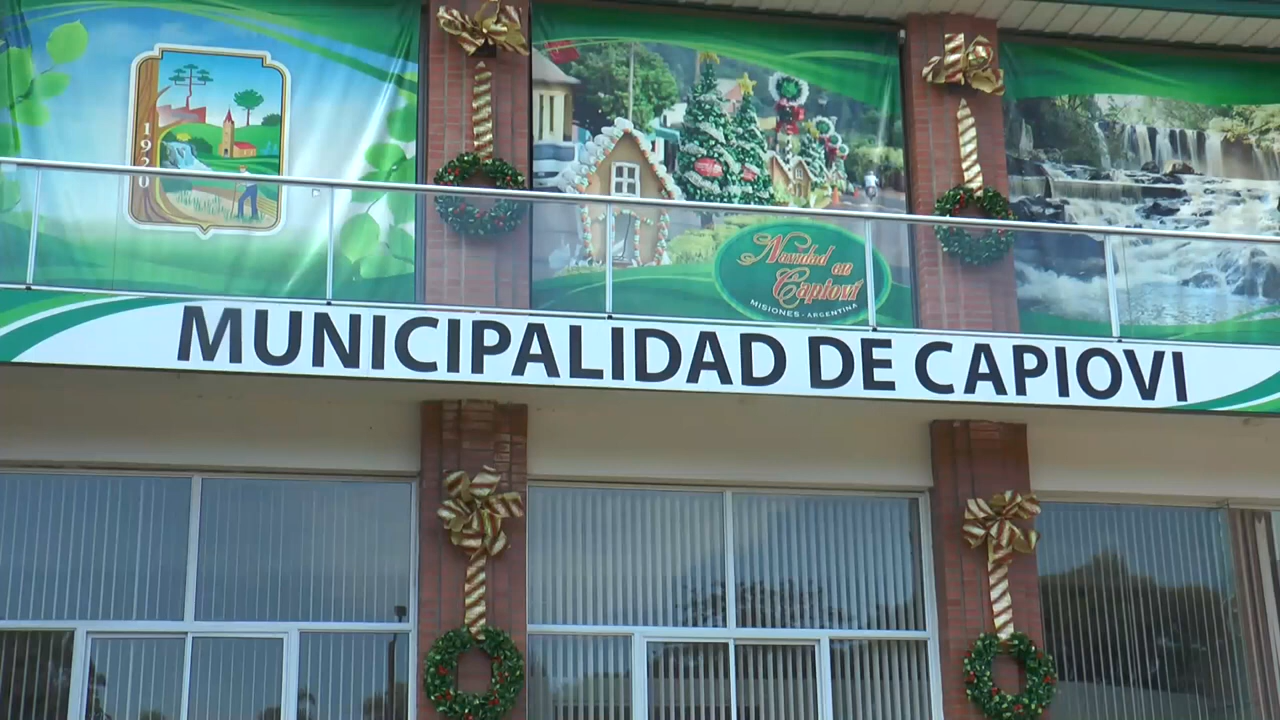 1920
Navidad en
Capioví
MISIONES - ARGENTINA
MUNICIPALIDAD DE CAPIOVI